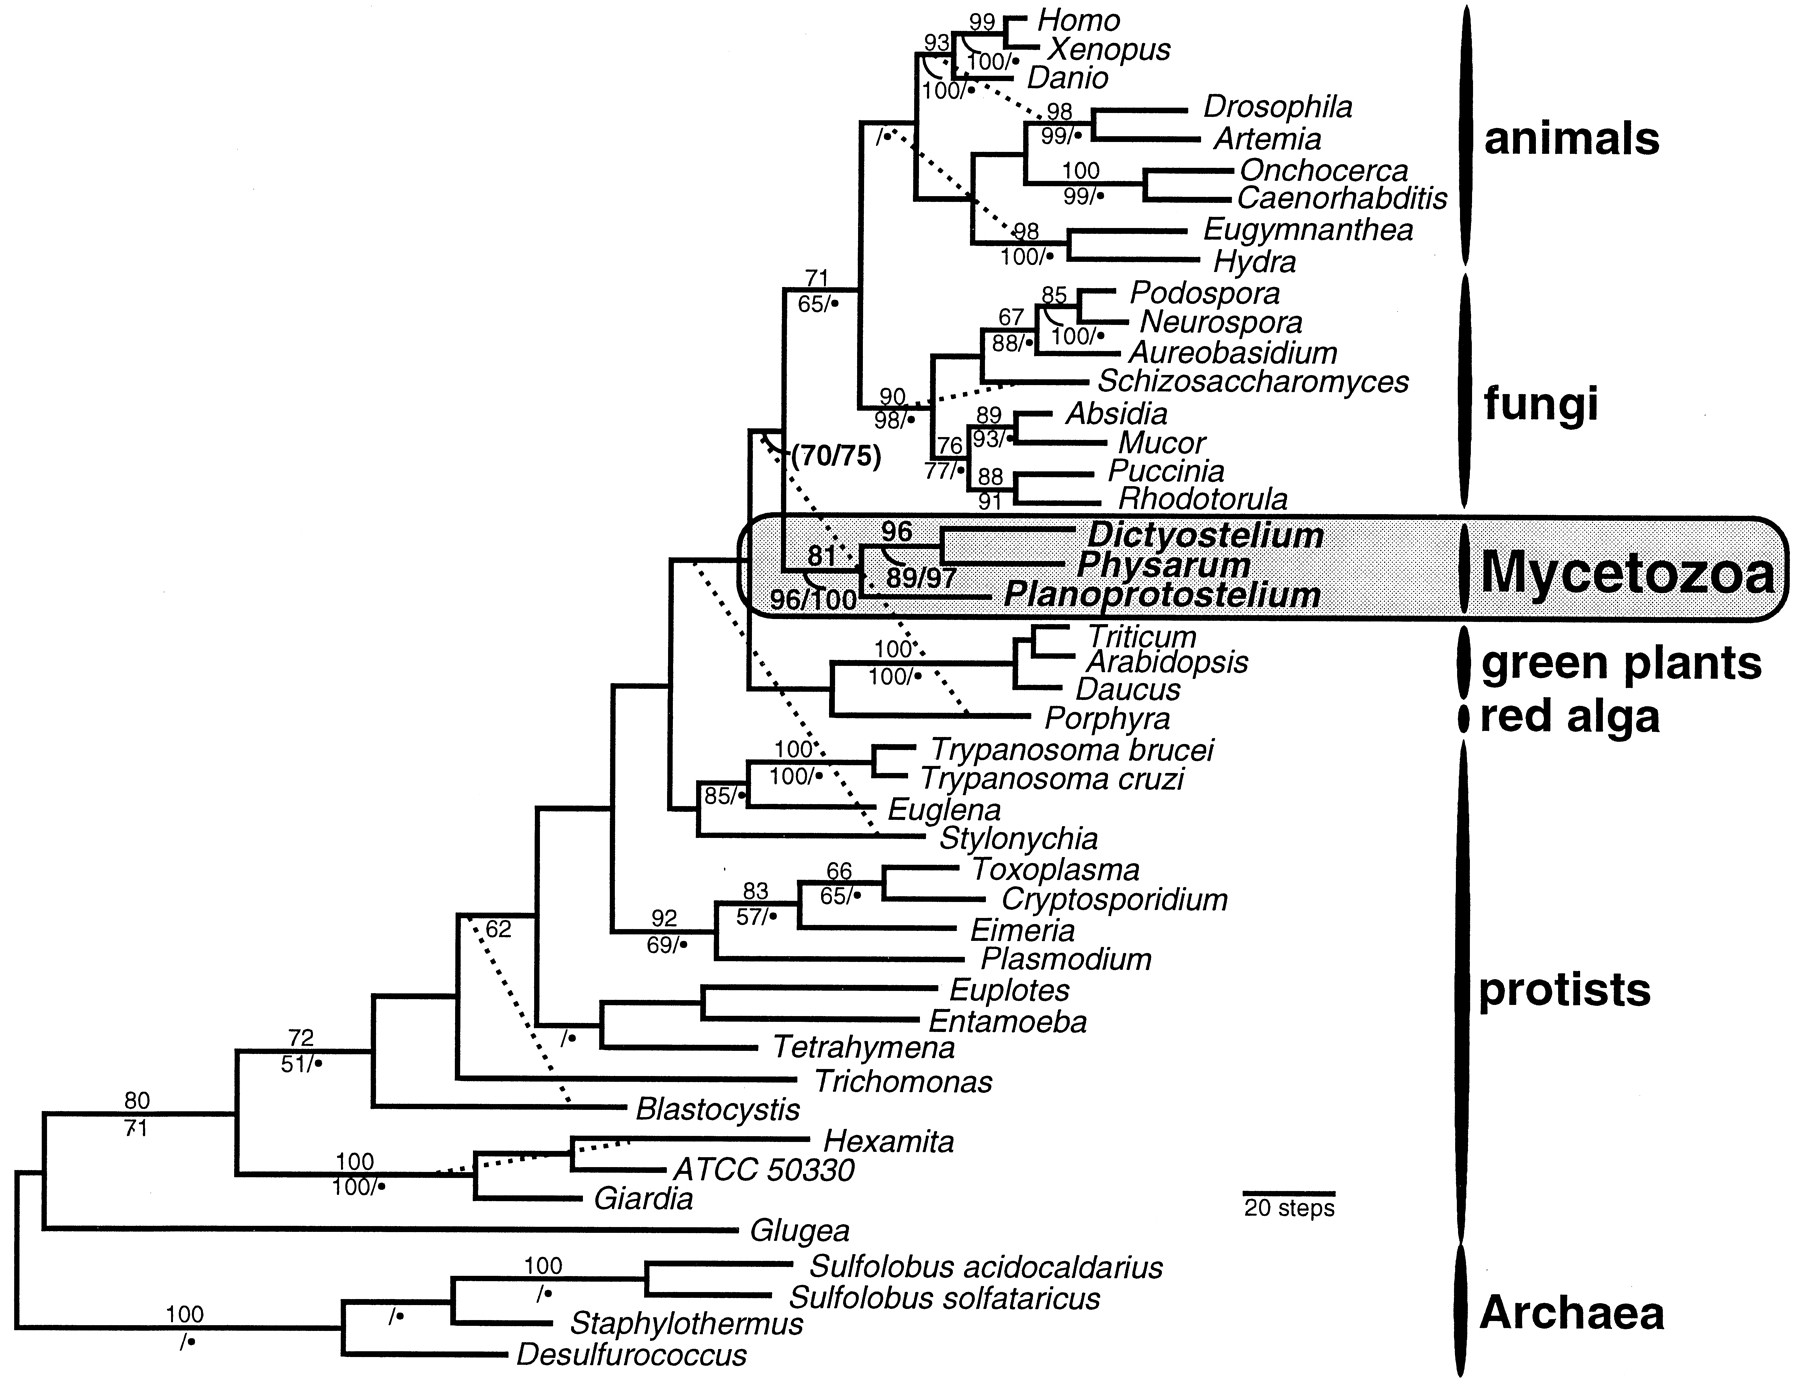 99
Homo
93
Xenopus
100/•
Danio
100/•
98
Drosophila
/•
99/•
Artemia
animals
100
Onchocerca
99/•
Caenorhabditis
98
Eugymnanthea
100/•
Hydra
71
65/•
85
Podospora
67
Neurospora
88/•
100/•
Aureobasidium
Schizosaccharomyces
fungi
90
98/•
89
Absidia
93/•
Mucor
(70/75)
76
77/•
Puccinia
88
91
Rhodotorula
96
Dictyostelium
81
Physarum
89/97
96/100
Planoprotostelium
Mycetozoa
Triticum
100
Arabidopsis
100/•
Daucus
green plants
Porphyra
red alga
100
Trypanosoma brucei
100/•
Trypanosoma cruzi
85/•
Euglena
Stylonychia
66
Toxoplasma
83
65/•
Cryptosporidium
57/•
92
62
Eimeria
69/•
Plasmodium
Euplotes
protists
Entamoeba
72
/•
Tetrahymena
51/•
Trichomonas
80
Blastocystis
71
Hexamita
100
ATCC 50330
100/•
Giardia
20 steps
Glugea
100
Sulfolobus acidocaldarius
/•
Sulfolobus solfataricus
100
/•
Staphylothermus
Archaea
/•
Desulfurococcus